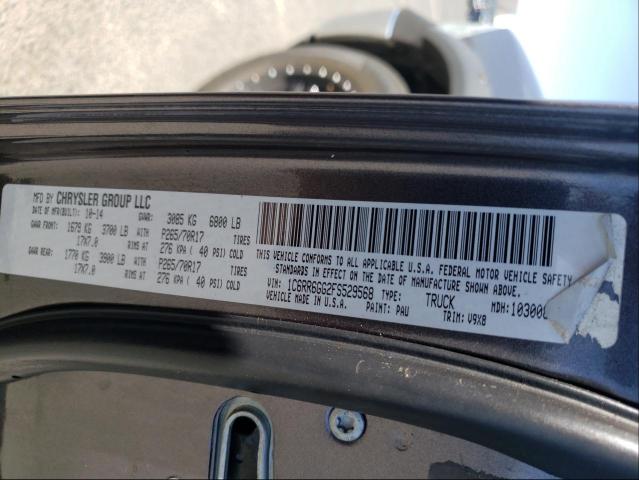 MFD BY CHRYSLER GROUP LLC
DATE OF MFR(BUILT): 10-14 GVWR: 3085 KG 6800 LB
GAWR FRONT: 1679 KG 3700 LB WITH P265/70R17 TIRES
17X7.0 RIMS AT 276 KPA ( 40 PSI) COLD
GAWR REAR: 1770 KG 3900 LB WITH P265/70R17 TIRES
17X7.0 RIMS AT 276 KPA ( 40 PSI) COLD
THIS VEHICLE CONFORMS TO ALL APPLICABLE U.S.A. FEDERAL MOTOR VEHICLE SAFETY
STANDARDS IN EFFECT ON THE DATE OF MANUFACTURE SHOWN ABOVE.
VIN: 1C6RR6GG2FS529568 TYPE: TRUCK MDH: 10300
VEHICLE MADE IN U.S.A. PAINT: PAU TRIM: V9X8